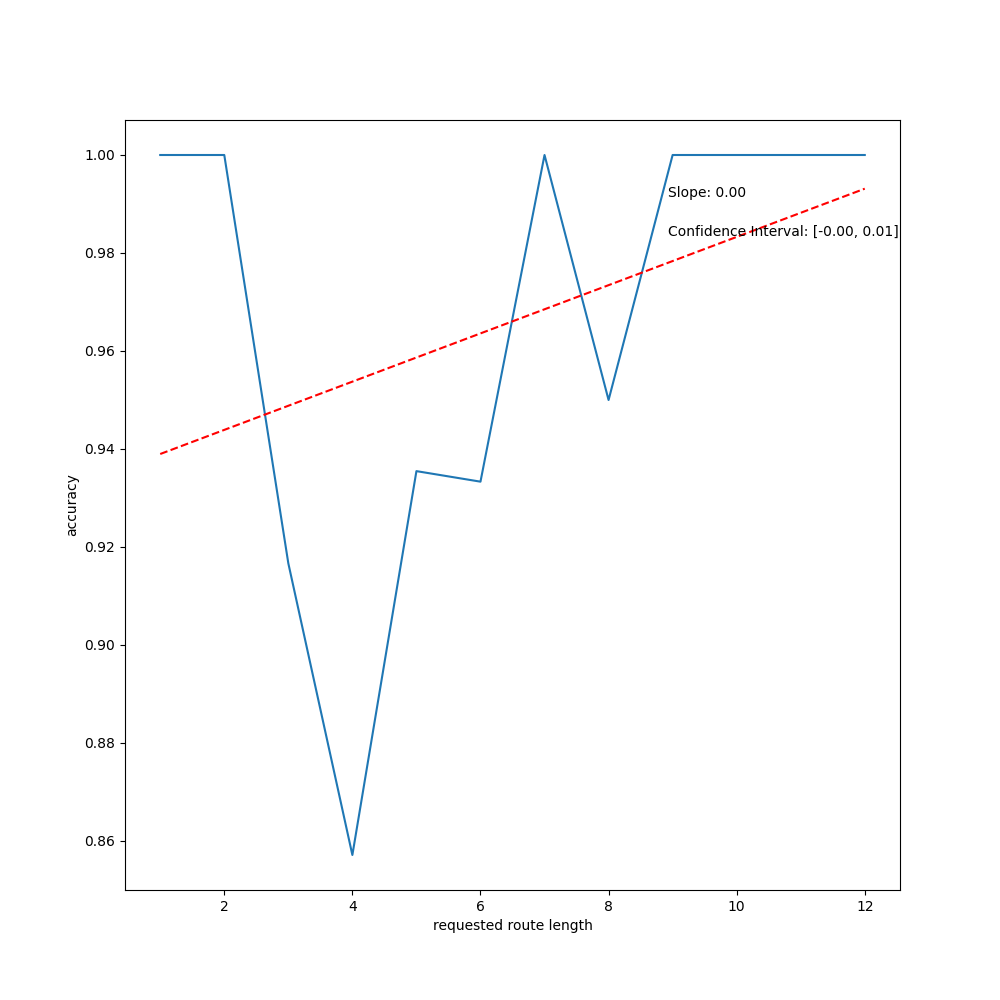 1.00
0.98
0.96
0.94
0.92
0.90
0.88
0.86
accuracy
Slope: 0.00
Confidence Interval: [-0.00, 0.01]
2 4 6 8 10 12
requested route length